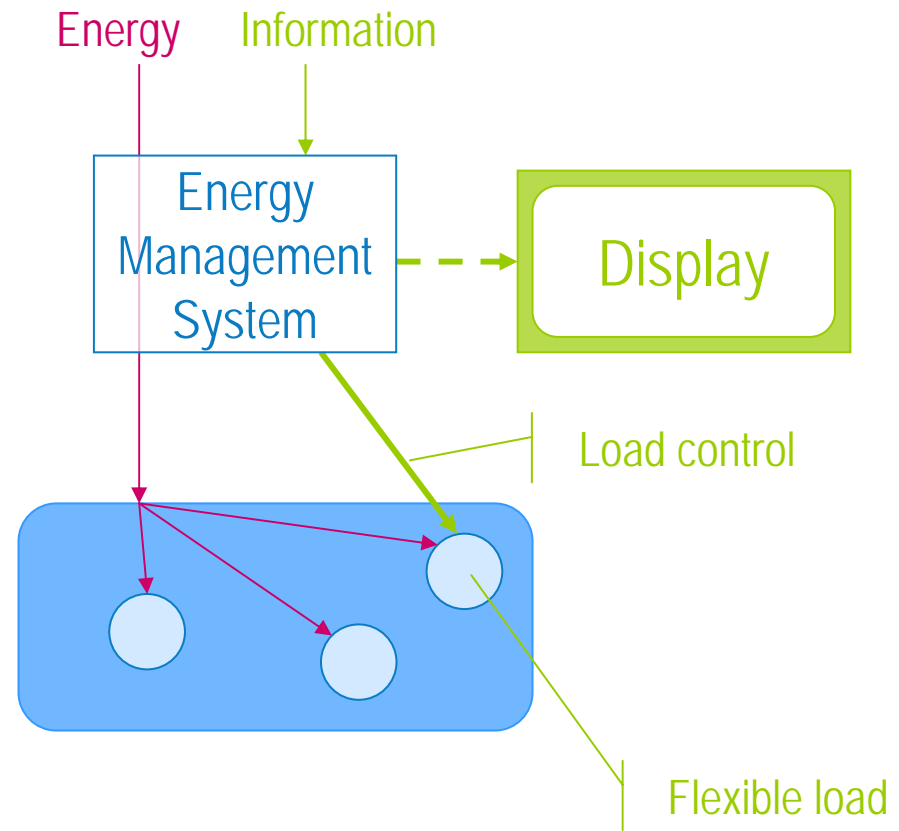 Energy
Information
Energy
Management
System
Display
Load control
Flexible load